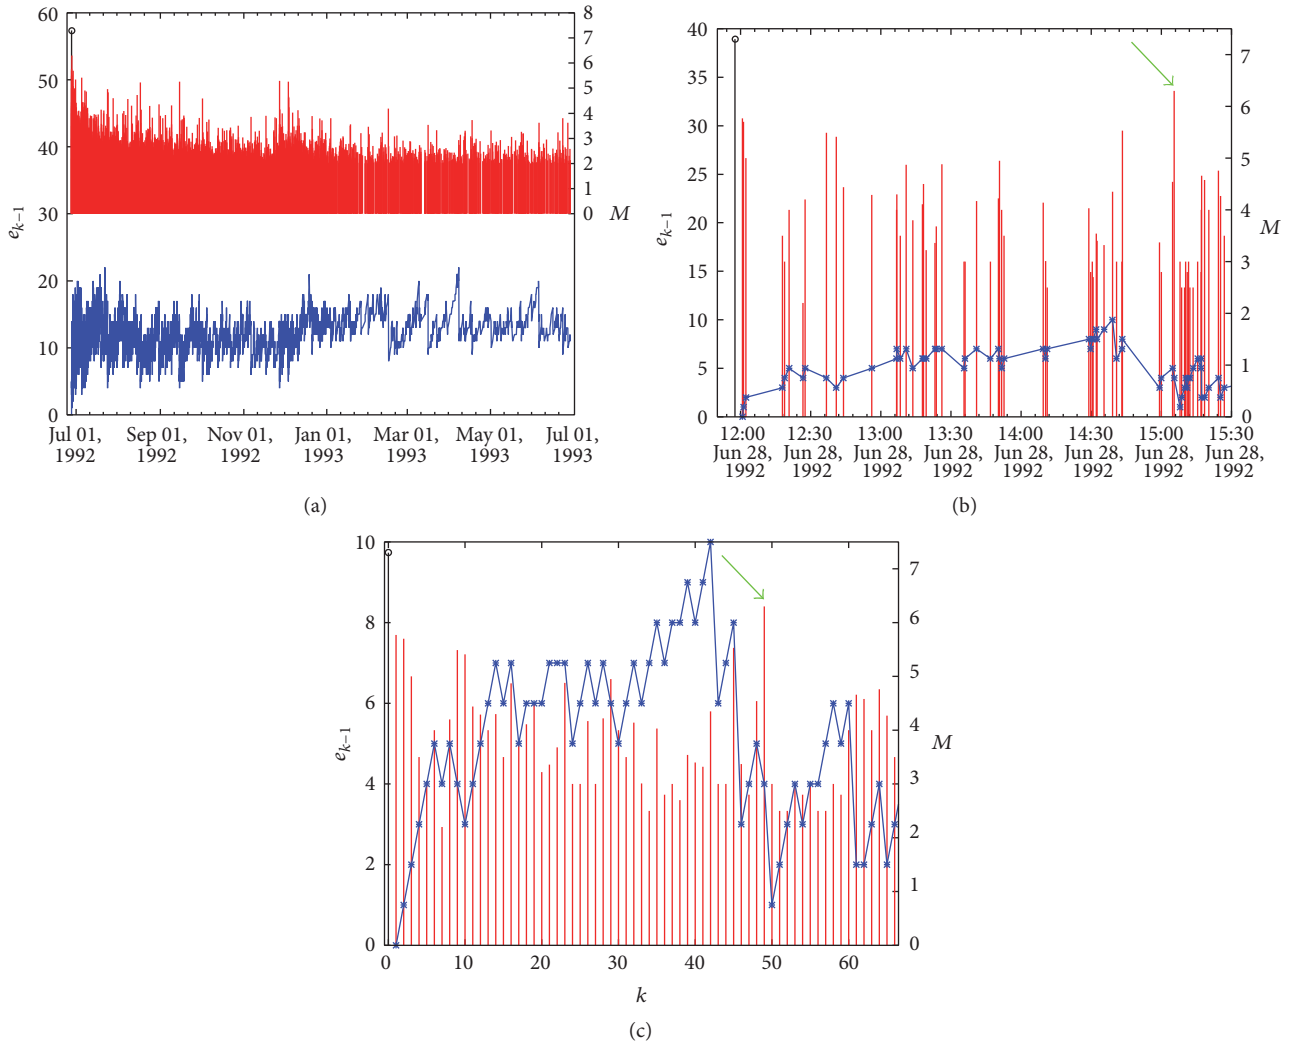 (a)
60
50
40
30
20
10
0
e_{k−1}
8
7
6
5
4
3
2
1
0
M
Jul 01, Sep 01, Nov 01, Jan 01, Mar 01, May 01, Jul 01,
1992 1992 1992 1993 1993 1993 1993
(a)
40
35
30
25
20
15
10
5
0
e_{k−1}
7
6
5
4
3
2
1
0
M
12:00 12:30 13:00 13:30 14:00 14:30 15:00 15:30
Jun 28, Jun 28, Jun 28, Jun 28, Jun 28, Jun 28, Jun 28, Jun 28,
1992 1992 1992 1992 1992 1992 1992 1992
(b)
10
8
6
4
2
0
e_{k−1}
7
6
5
4
3
2
1
0
M
0 10 20 30 40 50 60
k
(c)